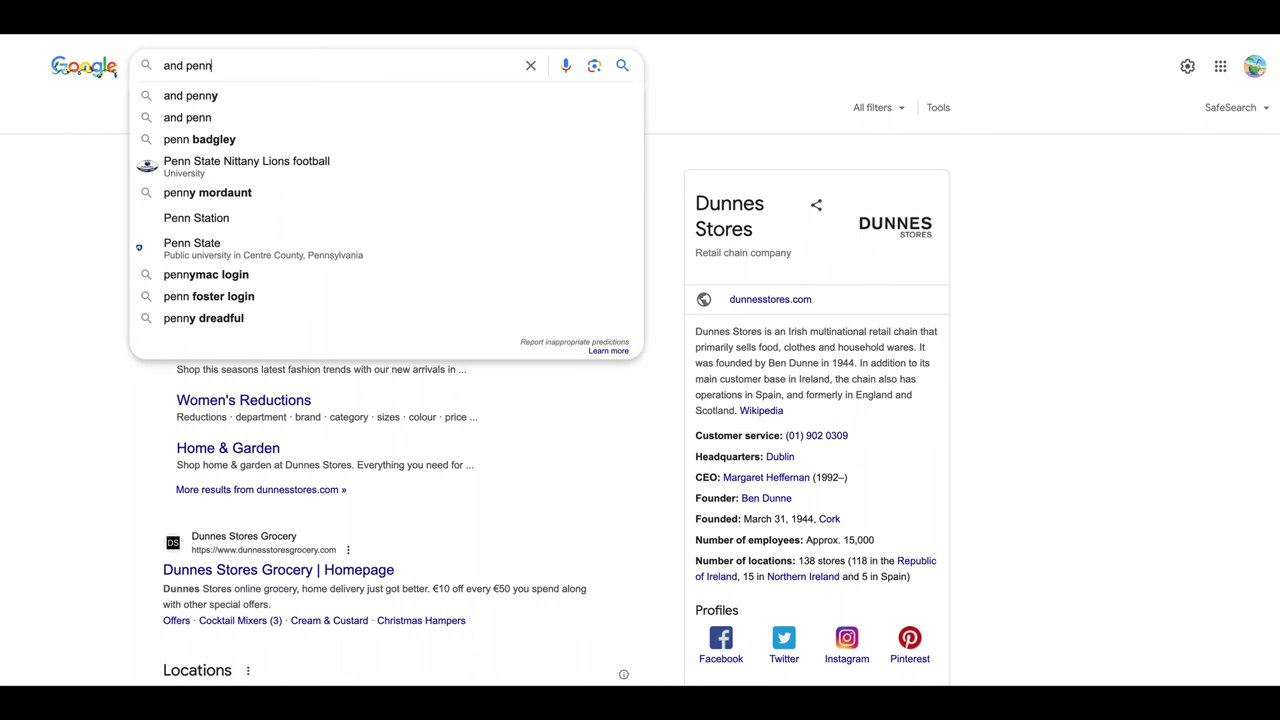 Google
and penn
All filters
Tools
SafeSearch
and penny
and penn
penn badgley
Penn State Nittany Lions football
University
penny mordaunt
Penn Station
Penn State
Public university in Centre County, Pennsylvania
pennymac login
penn foster login
penny dreadful
Report inappropriate predictions
Learn more
Shop this seasons latest fashion trends with our new arrivals in ...
Women's Reductions
Reductions · department · brand · category · sizes · colour · price ...
Home & Garden
Shop home & garden at Dunnes Stores. Everything you need for ...
More results from dunnesstores.com »
DS
Dunnes Stores Grocery
https://www.dunnesstoresgrocery.com
Dunnes Stores Grocery | Homepage
Dunnes Stores online grocery, home delivery just got better. €10 off every €50 you spend along
with other special offers.
Offers · Cocktail Mixers (3) · Cream & Custard · Christmas Hampers
Locations
Dunnes
Stores
DUNNES
STORES
Retail chain company
dunnesstores.com
Dunnes Stores is an Irish multinational retail chain that
primarily sells food, clothes and household wares. It
was founded by Ben Dunne in 1944. In addition to its
main customer base in Ireland, the chain also has
operations in Spain, and formerly in England and
Scotland. Wikipedia
Customer service: (01) 902 0309
Headquarters: Dublin
CEO: Margaret Heffernan (1992–)
Founder: Ben Dunne
Founded: March 31, 1944, Cork
Number of employees: Approx. 15,000
Number of locations: 138 stores (118 in the Republic
of Ireland, 15 in Northern Ireland and 5 in Spain)
Profiles
Facebook
Twitter
Instagram
Pinterest